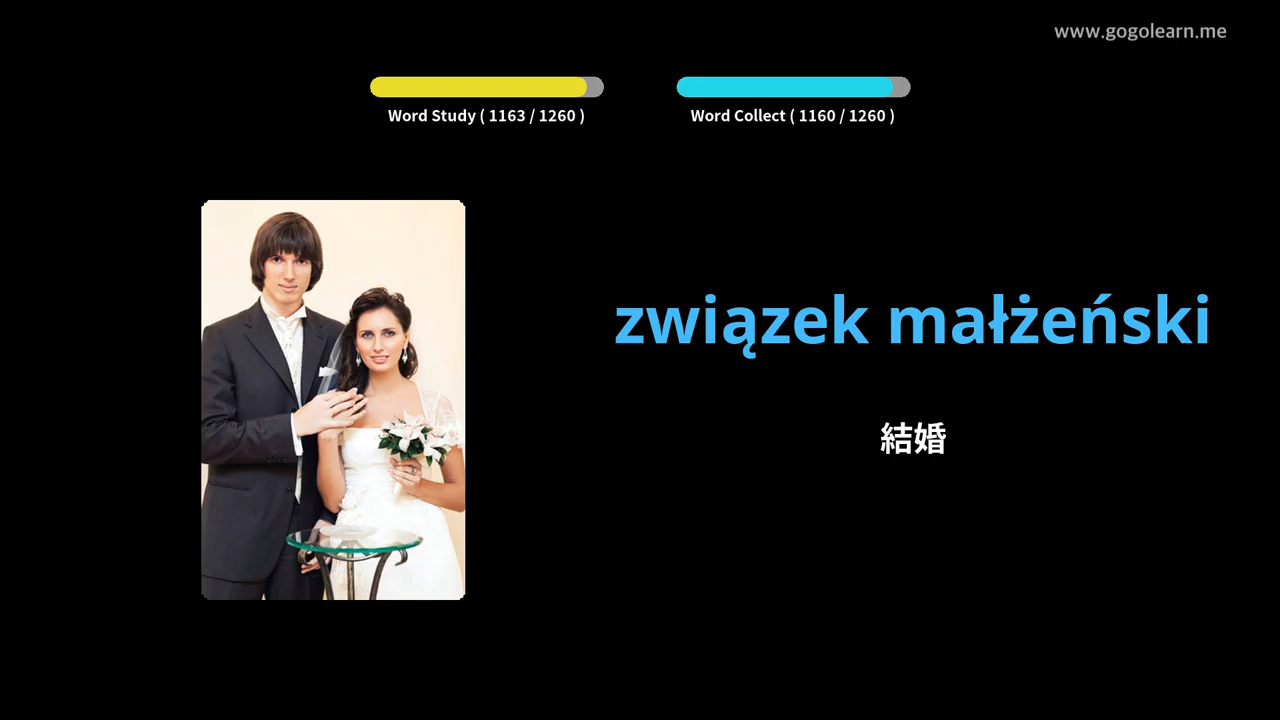 www.gogolearn.me
Word Study ( 1163 / 1260 )
Word Collect ( 1160 / 1260 )
związek małżeński
結婚